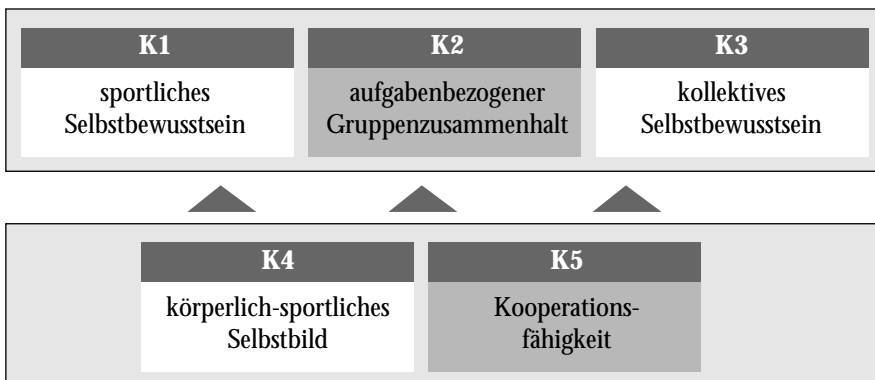 K1
sportliches
Selbstbewusstsein
K2
aufgabenbezogener
Gruppenzusammenhalt
K3
kollektives
Selbstbewusstsein
K4
körperlich-sportliches
Selbstbild
K5
Kooperations-
fähigkeit